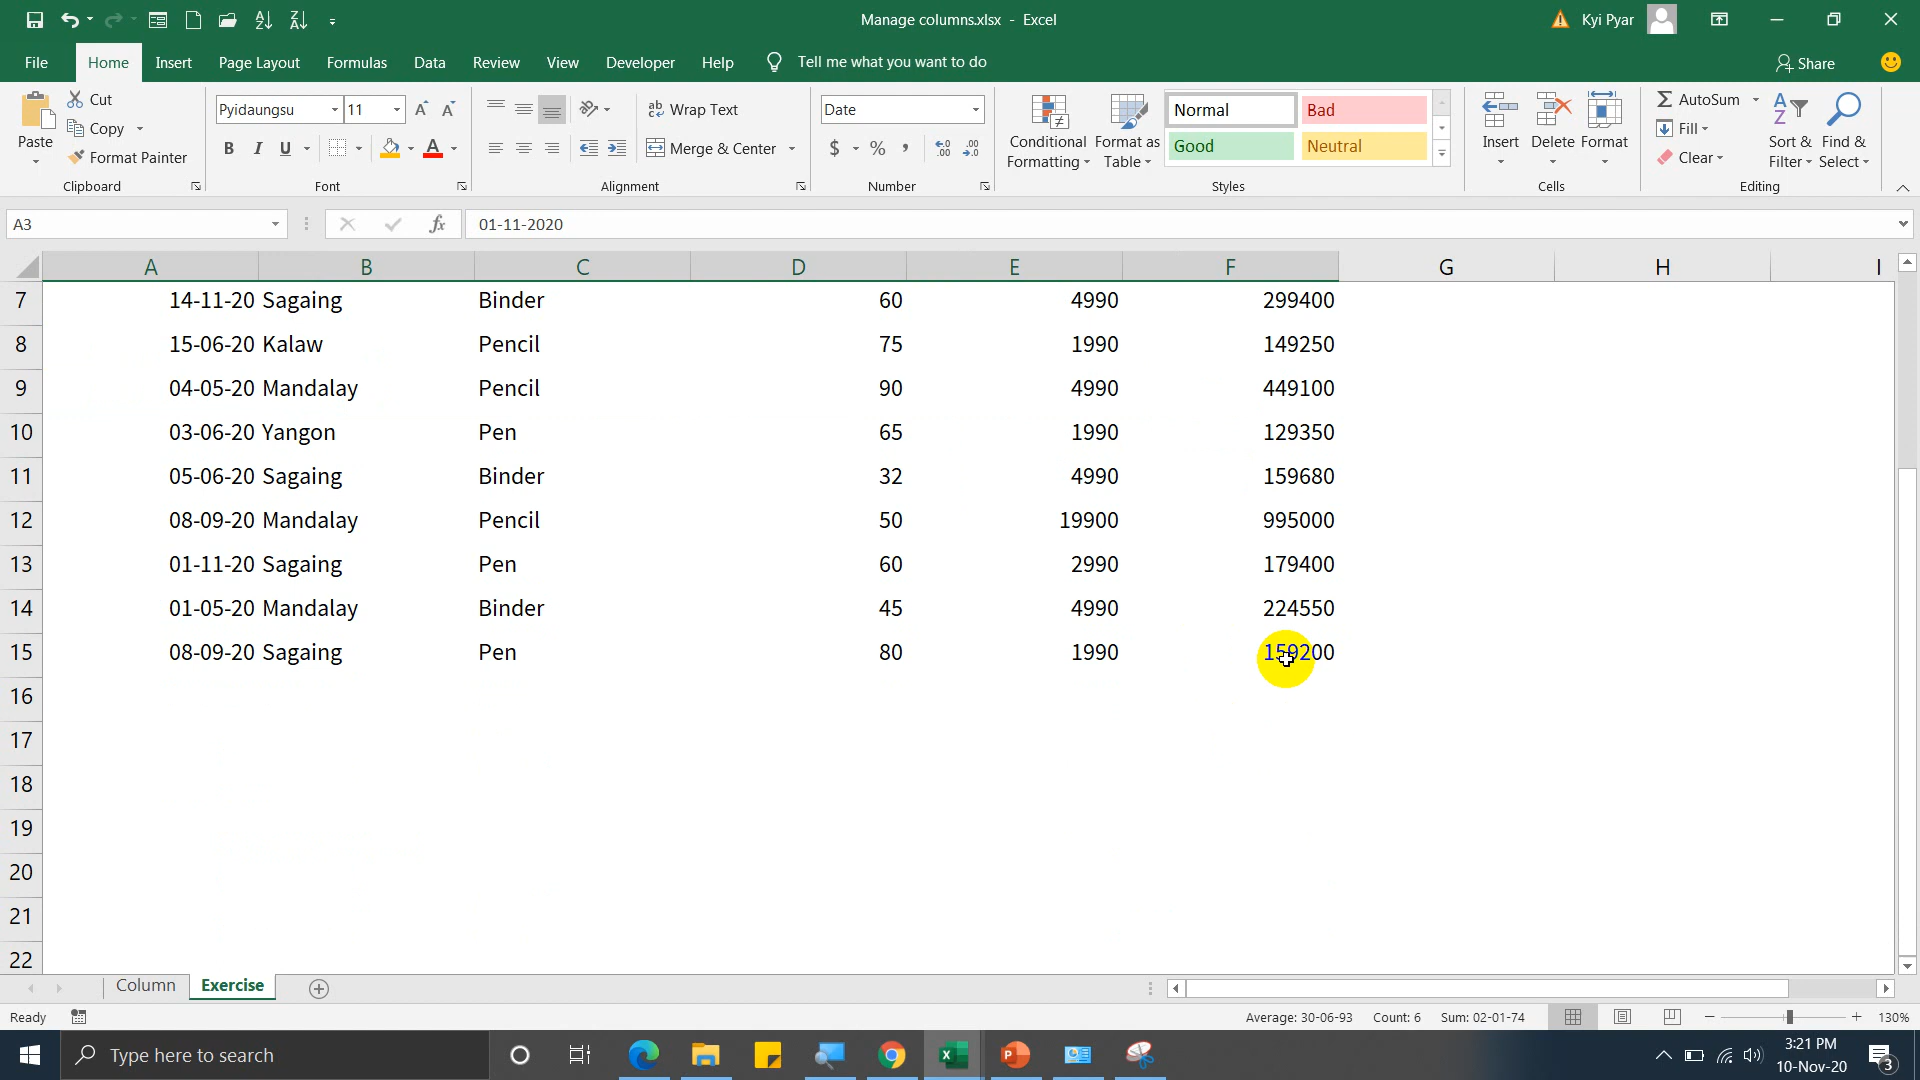 Manage columns.xlsx - Excel
Kyi Pyar
File Home Insert Page Layout Formulas Data Review View Developer Help Tell me what you want to do Share
Paste
Cut
Copy
Format Painter
Clipboard
Pyidaungsu 11
B I U
Font
Wrap Text
Merge & Center
Alignment
Date
$ % ,
Number
Conditional Formatting
Format as Table
Normal Bad
Good Neutral
Styles
Insert Delete Format
Cells
AutoSum
Fill
Clear
Sort & Filter
Find & Select
Editing
A3 fx 01-11-2020
A B C D E F G H I
7 14-11-20 Sagaing Binder 60 4990 299400
8 15-06-20 Kalaw Pencil 75 1990 149250
9 04-05-20 Mandalay Pencil 90 4990 449100
10 03-06-20 Yangon Pen 65 1990 129350
11 05-06-20 Sagaing Binder 32 4990 159680
12 08-09-20 Mandalay Pencil 50 19900 995000
13 01-11-20 Sagaing Pen 60 2990 179400
14 01-05-20 Mandalay Binder 45 4990 224550
15 08-09-20 Sagaing Pen 80 1990 159200
16
17
18
19
20
21
22
Column Exercise
Ready Average: 30-06-93 Count: 6 Sum: 02-01-74 130%
Type here to search
3:21 PM
10-Nov-20
3